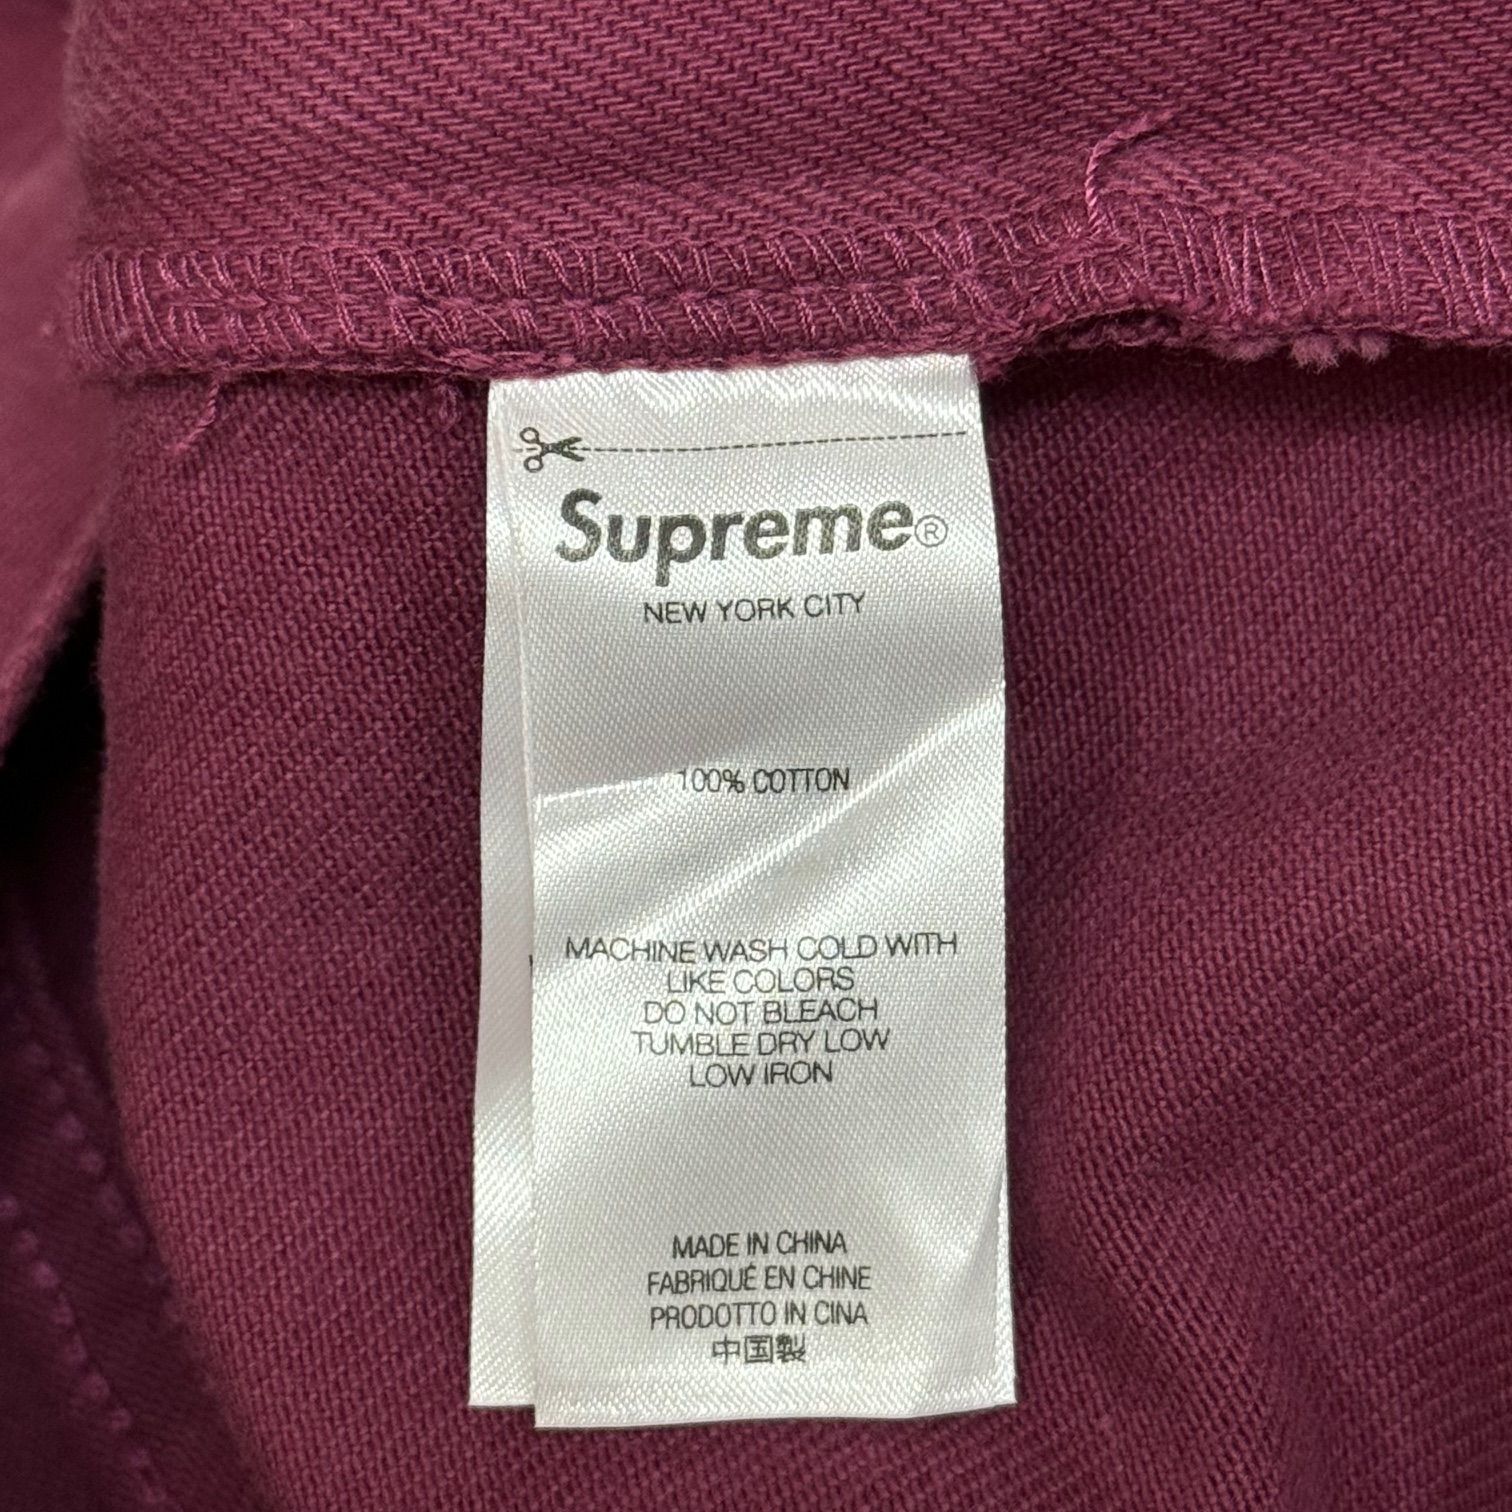 Supreme®
NEW YORK CITY
100% COTTON
MACHINE WASH COLD WITH
LIKE COLORS
DO NOT BLEACH
TUMBLE DRY LOW
LOW IRON
MADE IN CHINA
FABRIQUÉ EN CHINE
PRODOTTO IN CINA
中国製